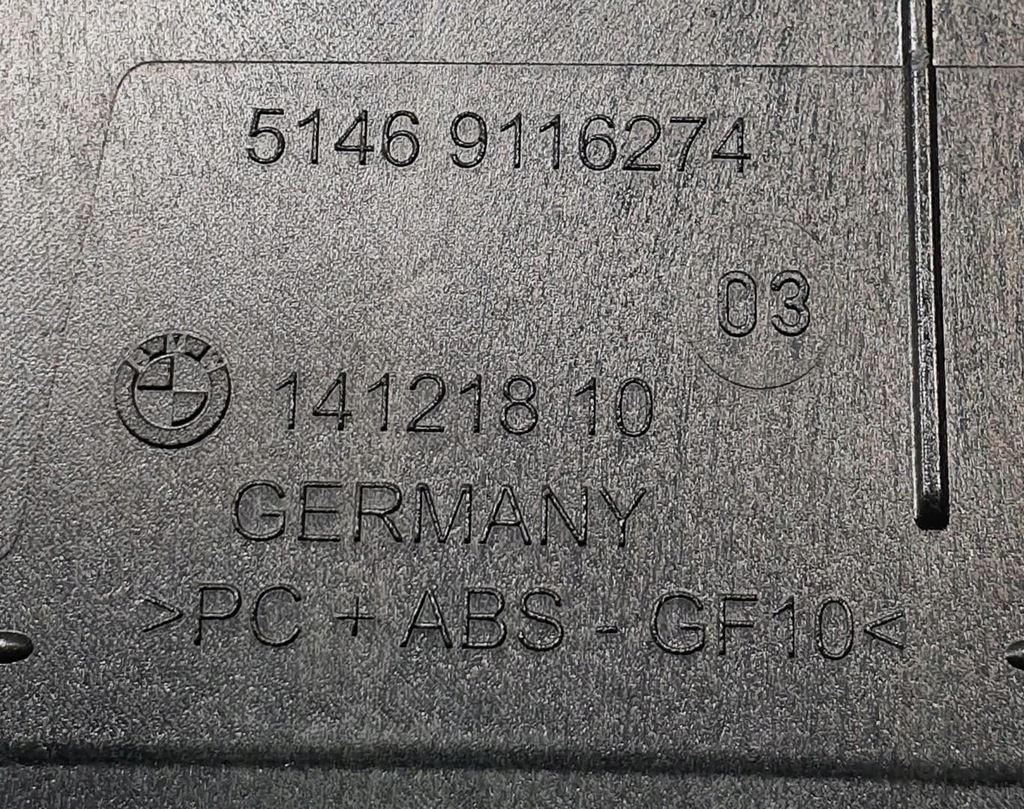 5146 9116274
03
141218 10
GERMANY
>PC + ABS - GF10<